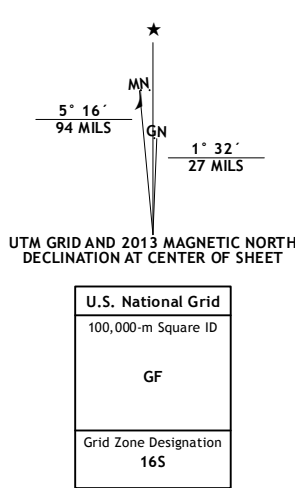 ★
MN
GN
5° 16´
94 MILS
1° 32´
27 MILS
UTM GRID AND 2013 MAGNETIC NORTH
DECLINATION AT CENTER OF SHEET
U.S. National Grid
100,000-m Square ID
GF
Grid Zone Designation
16S